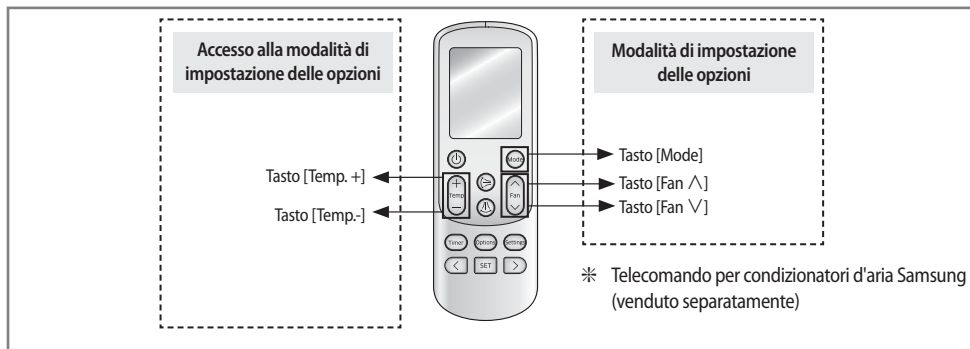 Accesso alla modalità di
impostazione delle opzioni
Modalità di impostazione
delle opzioni
Mode
Tasto [Mode]
Tasto [Temp. +]
+
Temp
−
Fan
Tasto [Fan ∧]
Tasto [Temp.-]
Tasto [Fan ∨]
Timer
Options
Settings
< SET >
❈ Telecomando per condizionatori d'aria Samsung
(venduto separatamente)